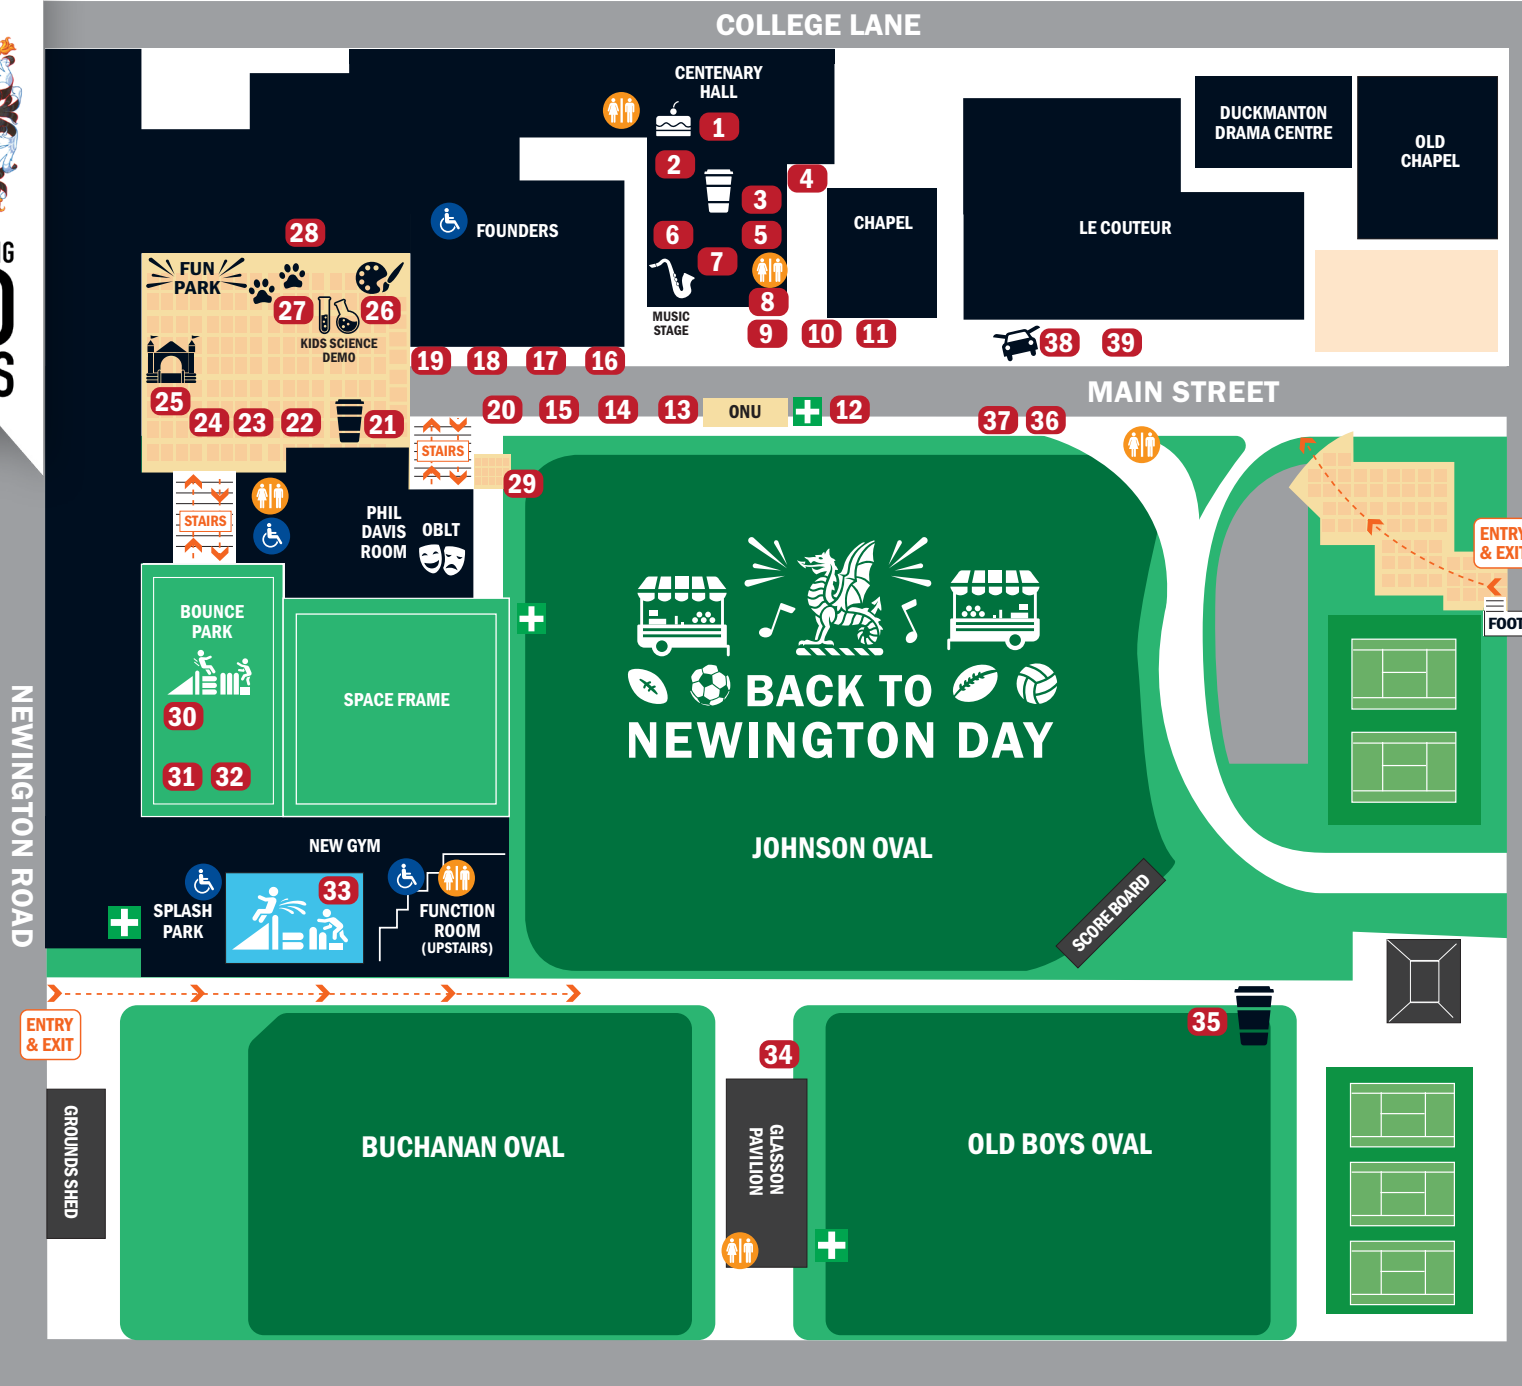 COLLEGE LANE
CENTENARY
HALL
1
2
3
4
5
6
7
8
9
10
11
MUSIC
STAGE
CHAPEL
LE COUTEUR
DUCKMANTON
DRAMA CENTRE
OLD
CHAPEL
FOUNDERS
28
FUN
PARK
27
26
KIDS SCIENCE
DEMO
25
24
23
22
21
19
18
17
16
38
39
MAIN STREET
20
15
14
13
ONU
12
37
36
STAIRS
29
STAIRS
PHIL
DAVIS
ROOM
OBLT
ENTRY
& EXIT
FOOT
BOUNCE
PARK
30
31
32
SPACE FRAME
BACK TO
NEWINGTON DAY
JOHNSON OVAL
SCORE BOARD
NEWINGTON ROAD
NEW GYM
33
SPLASH
PARK
FUNCTION
ROOM
(UPSTAIRS)
ENTRY
& EXIT
GROUNDS SHED
BUCHANAN OVAL
34
GLASSON
PAVILION
35
OLD BOYS OVAL